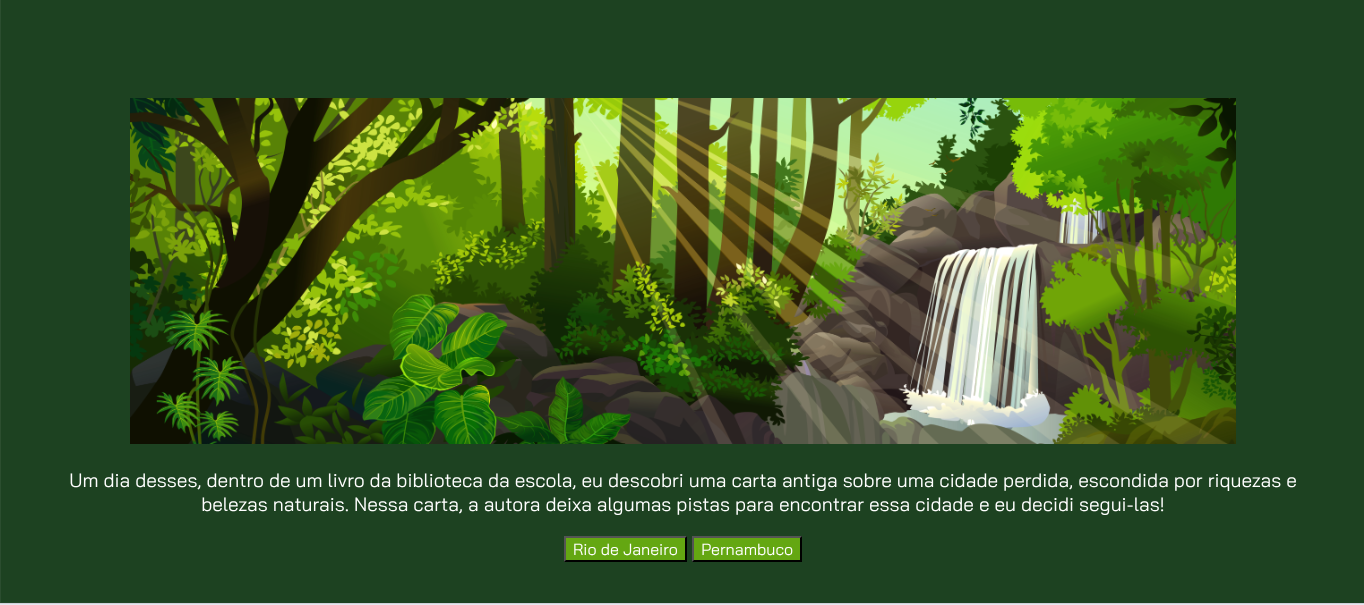 Um dia desses, dentro de um livro da biblioteca da escola, eu descobri uma carta antiga sobre uma cidade perdida, escondida por riquezas e
belezas naturais. Nessa carta, a autora deixa algumas pistas para encontrar essa cidade e eu decidi segui-las!
Rio de Janeiro Pernambuco